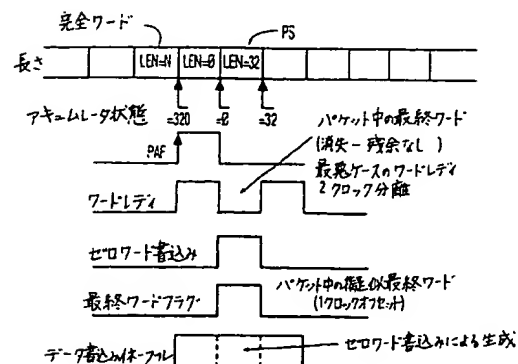 完全ワード
PS
長さ LEN=N LEN=0 LEN=32
アキュムレータ状態 =320 =0 =32
PAF
パケット中の最終ワード
(消失-残余なし)
最悪ケースのワードレディ
2クロック分離
ワードレディ
ゼロワード書込み
最終ワードフラグ
パケット中の擬似最終ワード
(1クロックオフセット)
データ書込みイネーブル
ゼロワード書込みによる生成